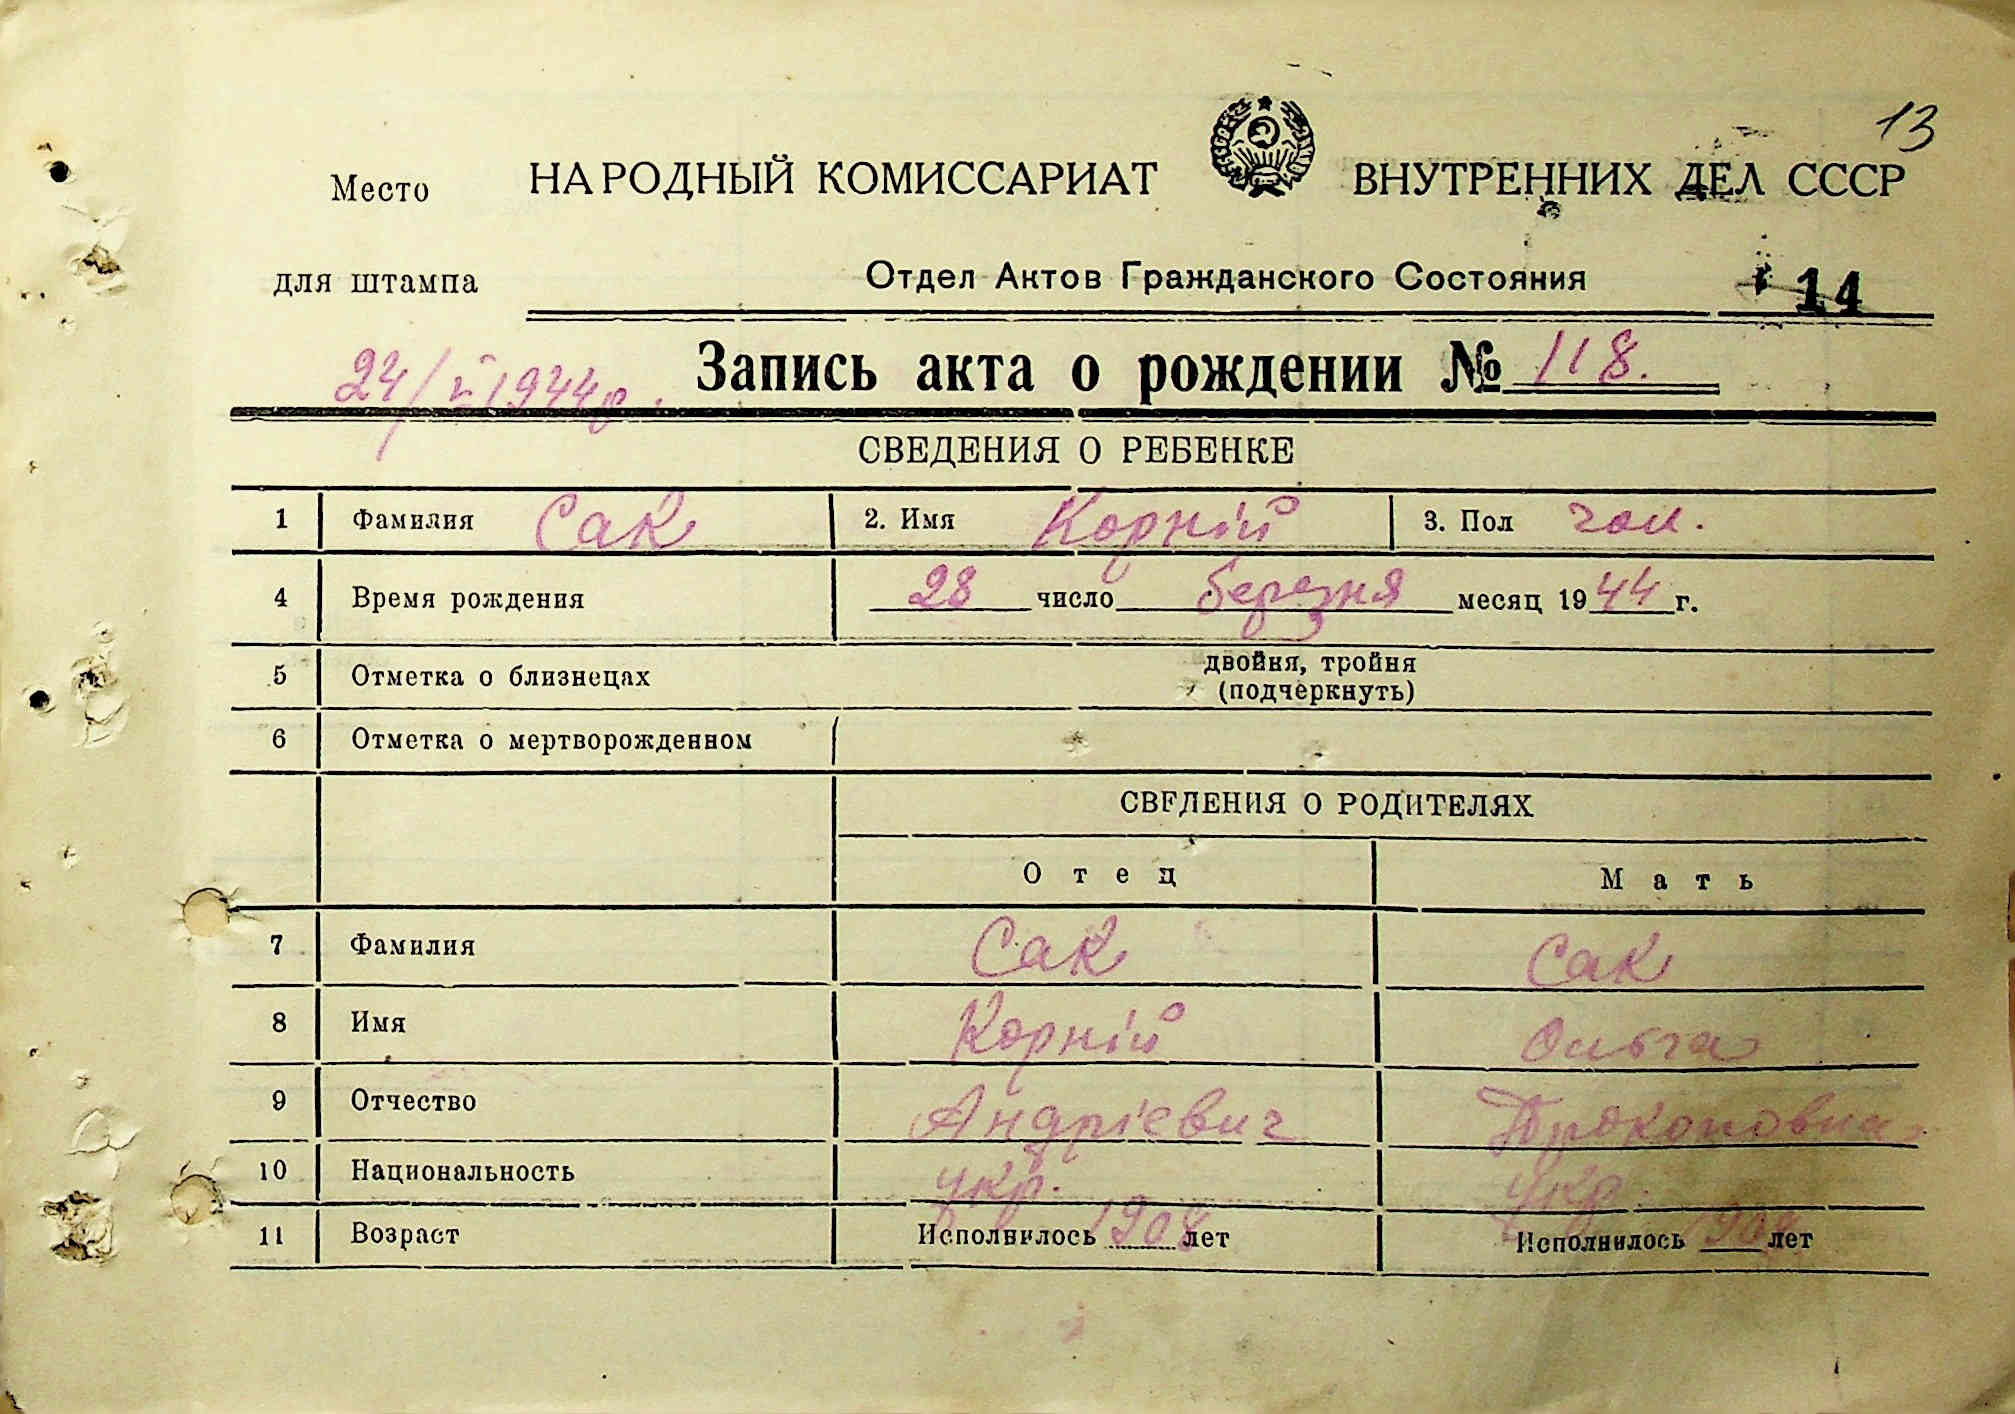 13
Место НАРОДНЫЙ КОМИССАРИАТ ВНУТРЕННИХ ДЕЛ СССР
для штампа Отдел Актов Гражданского Состояния 14
24/V 1944 р. Запись акта о рождении № 118.
СВЕДЕНИЯ О РЕБЕНКЕ
1 Фамилия Сак 2. Имя Корній 3. Пол чол.
4 Время рождения 28 число березня месяц 1944 г.
5 Отметка о близнецах двойня, тройня
(подчеркнуть)
6 Отметка о мертворожденном
СВЕДЕНИЯ О РОДИТЕЛЯХ
Отец Мать
7 Фамилия Сак Сак
8 Имя Корній Ольга
9 Отчество Андріевич Прокоповна
10 Национальность укр. укр.
11 Возраст Исполнилось 1908 лет Исполнилось лет